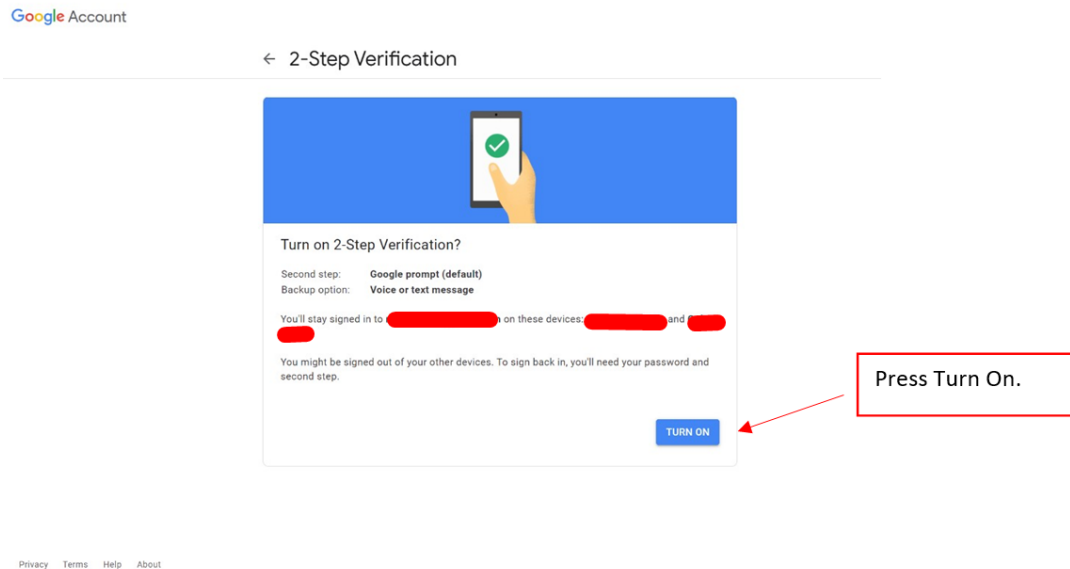 Google Account
2-Step Verification
Turn on 2-Step Verification?
Second step: Google prompt (default)
Backup option: Voice or text message
You'll stay signed in to on these devices: and
You might be signed out of your other devices. To sign back in, you'll need your password and
second step.
Press Turn On.
TURN ON
Privacy Terms Help About